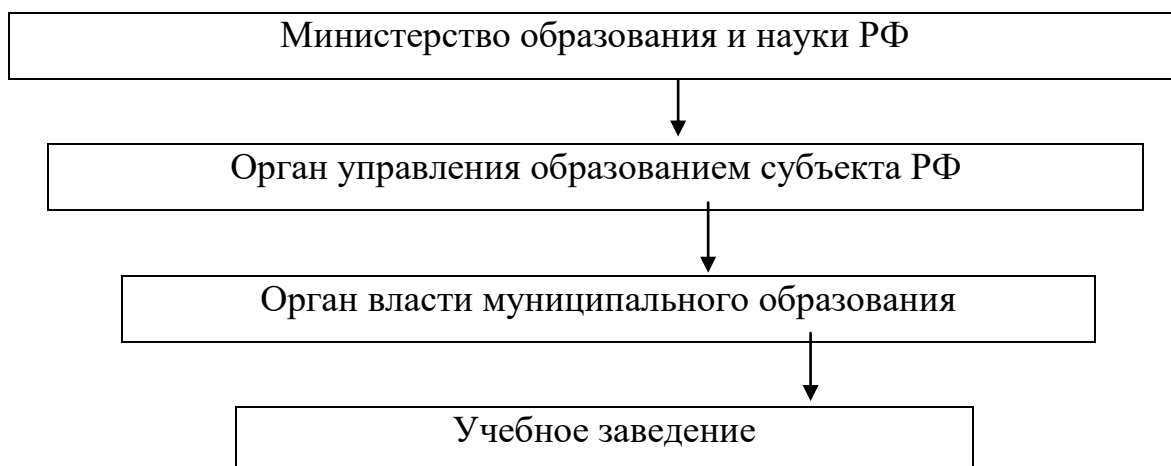 Министерство образования и науки РФ
Орган управления образованием субъекта РФ
Орган власти муниципального образования
Учебное заведение